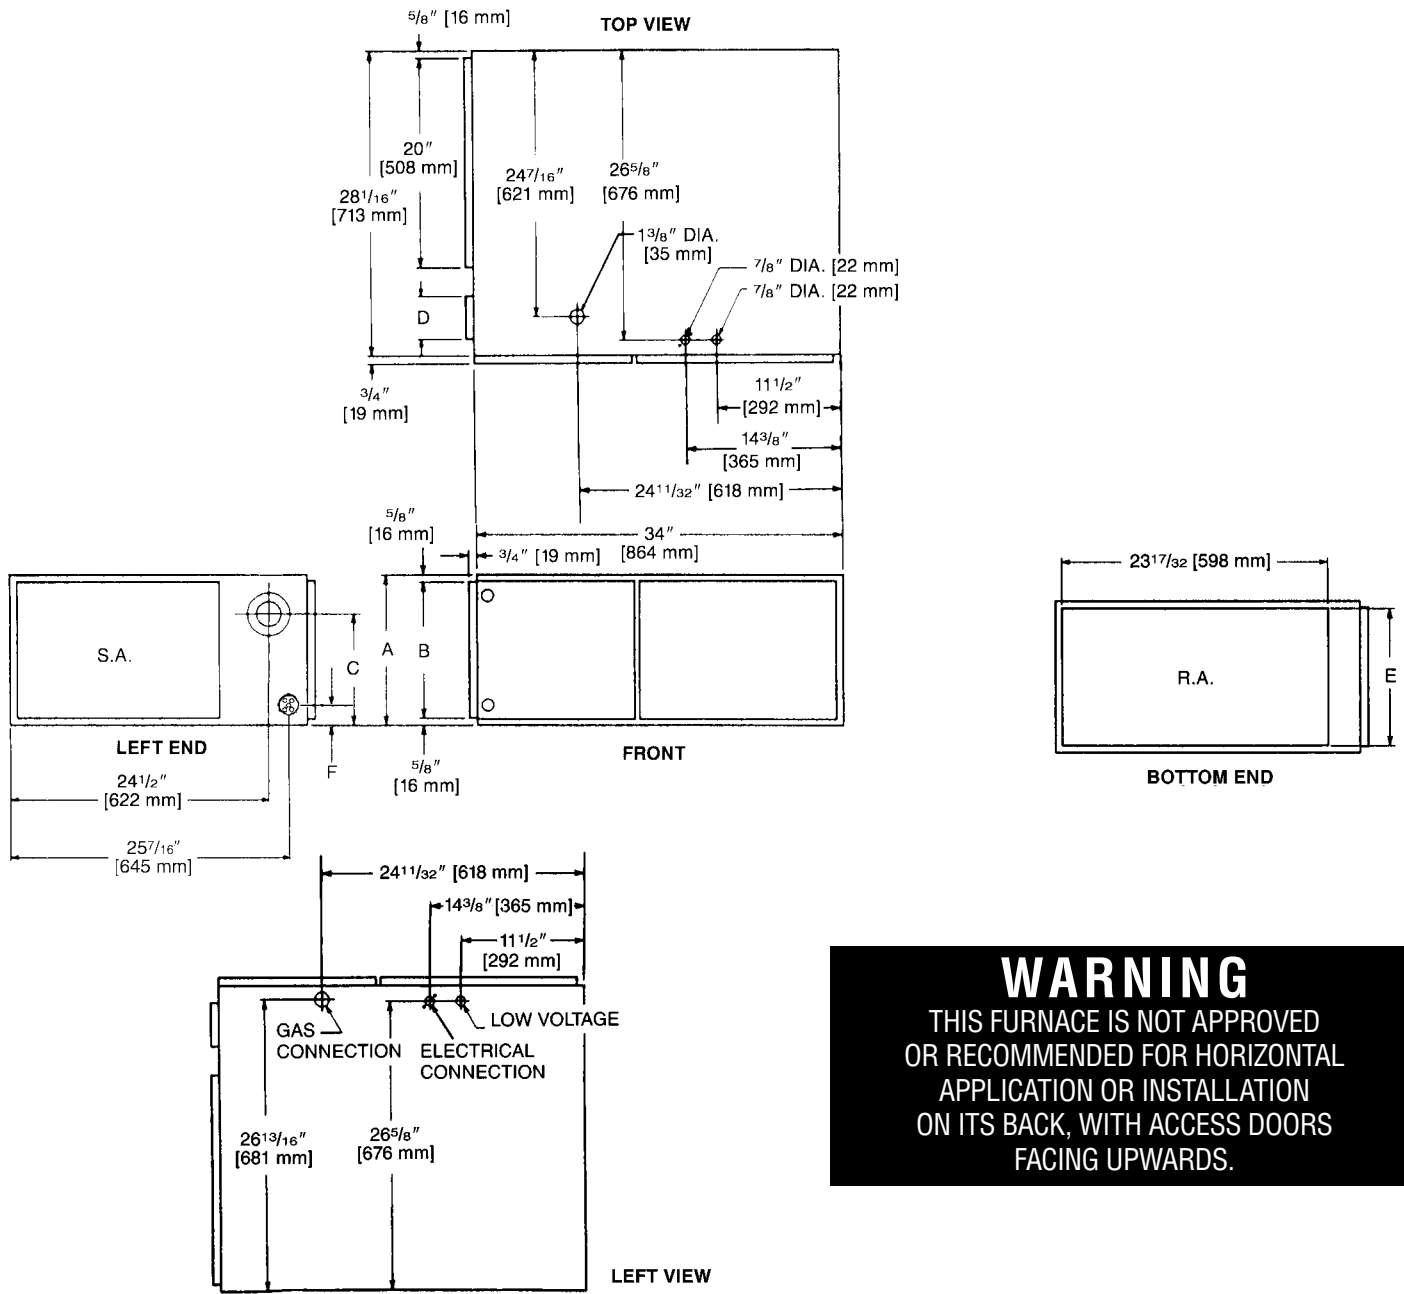 5/8″ [16 mm]
TOP VIEW
20″
[508 mm]
28 1/16″
[713 mm]
24 7/16″
[621 mm]
26 5/8″
[676 mm]
1 3/8″ DIA.
[35 mm]
7/8″ DIA. [22 mm]
7/8″ DIA. [22 mm]
D
3/4″
[19 mm]
11 1/2″
[292 mm]
14 3/8″
[365 mm]
24 11/32″ [618 mm]
5/8″
[16 mm]
34″
[864 mm]
3/4″ [19 mm]
S.A.
C
A
B
LEFT END
F
24 1/2″
[622 mm]
25 7/16″
[645 mm]
FRONT
5/8″
[16 mm]
23 17/32 [598 mm]
R.A.
E
BOTTOM END
24 11/32″ [618 mm]
14 3/8″ [365 mm]
11 1/2″
[292 mm]
GAS
CONNECTION
LOW VOLTAGE
ELECTRICAL
CONNECTION
26 13/16″
[681 mm]
26 5/8″
[676 mm]
LEFT VIEW
WARNING
THIS FURNACE IS NOT APPROVED
OR RECOMMENDED FOR HORIZONTAL
APPLICATION OR INSTALLATION
ON ITS BACK, WITH ACCESS DOORS
FACING UPWARDS.